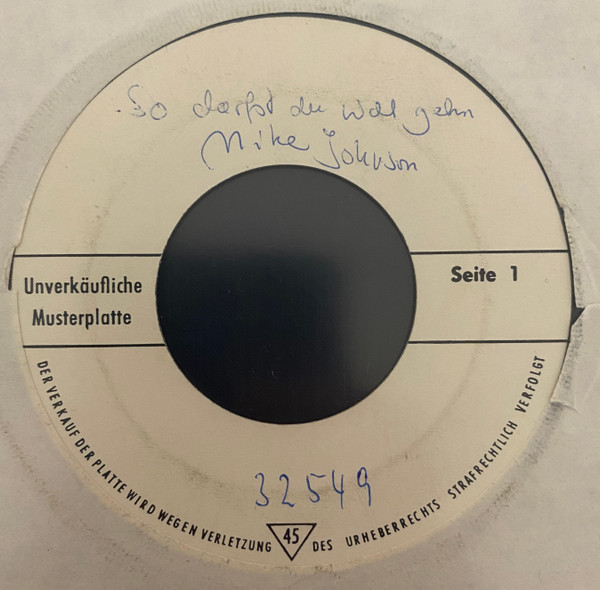 So darfst du nicht gehn
Mike Johnson
Unverkäufliche
Musterplatte
Seite 1
32549
DER VERKAUF DER PLATTE WIRD WEGEN VERLETZUNG DES URHEBERRECHTS STRAFRECHTLICH VERFOLGT
45